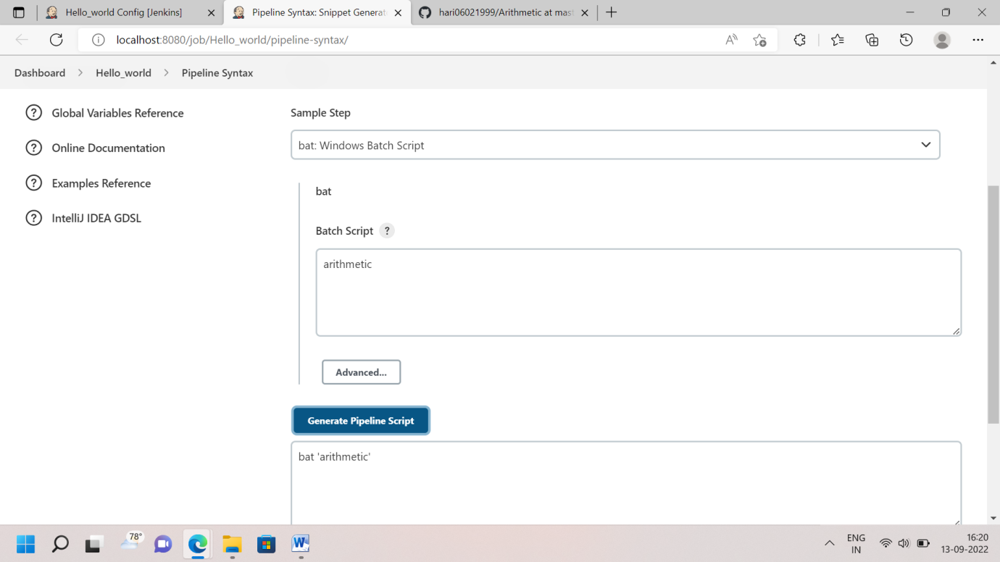 Hello_world Config [Jenkins]
Pipeline Syntax: Snippet Generat
hari06021999/Arithmetic at mast
localhost:8080/job/Hello_world/pipeline-syntax/
Dashboard > Hello_world > Pipeline Syntax
? Global Variables Reference
? Online Documentation
? Examples Reference
? IntelliJ IDEA GDSL
Sample Step
bat: Windows Batch Script
bat
Batch Script ?
arithmetic
Advanced...
Generate Pipeline Script
bat 'arithmetic'
78°
ENG
IN
16:20
13-09-2022